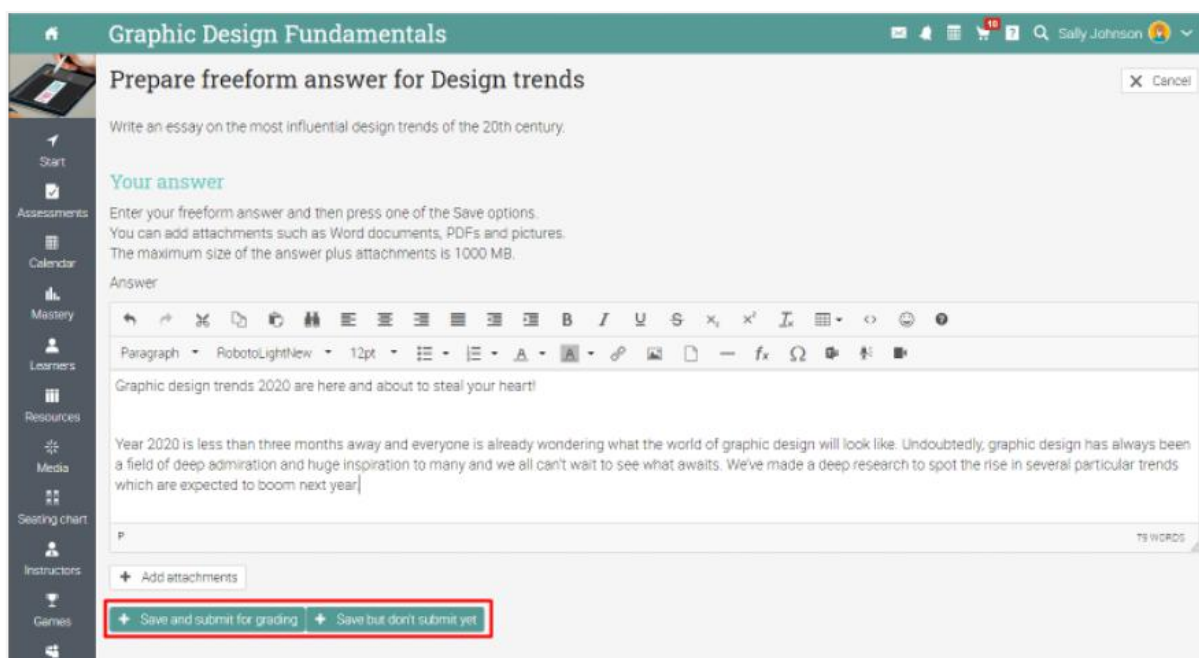 Graphic Design Fundamentals
10
Sally Johnson
Prepare freeform answer for Design trends
Cancel
Write an essay on the most influential design trends of the 20th century.
Start
Your answer
Assessments
Enter your freeform answer and then press one of the Save options.
You can add attachments such as Word documents, PDFs and pictures.
The maximum size of the answer plus attachments is 1000 MB.
Calendar
Answer
Mastery
Paragraph RobotoLightNew 12pt
Learners
Graphic design trends 2020 are here and about to steal your heart!
Resources
Year 2020 is less than three months away and everyone is already wondering what the world of graphic design will look like. Undoubtedly, graphic design has always been
a field of deep admiration and huge inspiration to many and we all can't wait to see what awaits. We've made a deep research to spot the rise in several particular trends
which are expected to boom next year.
Media
Seating chart
P
79 WORDS
Instructors
Add attachments
Games
Save and submit for grading
Save but don't submit yet